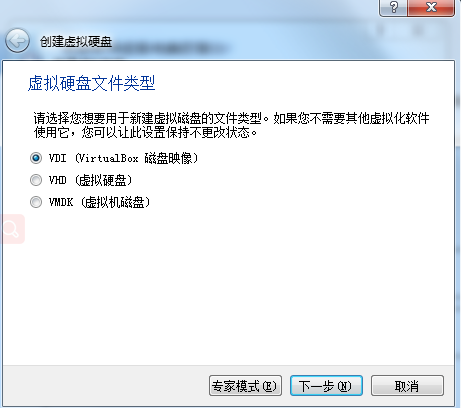 创建虚拟硬盘
虚拟硬盘文件类型
请选择您想要用于新建虚拟磁盘的文件类型。如果您不需要其他虚拟化软件
使用它，您可以让此设置保持不更改状态。
VDI (VirtualBox 磁盘映像)
VHD (虚拟硬盘)
VMDK (虚拟机磁盘)
专家模式(E) 下一步(N) 取消